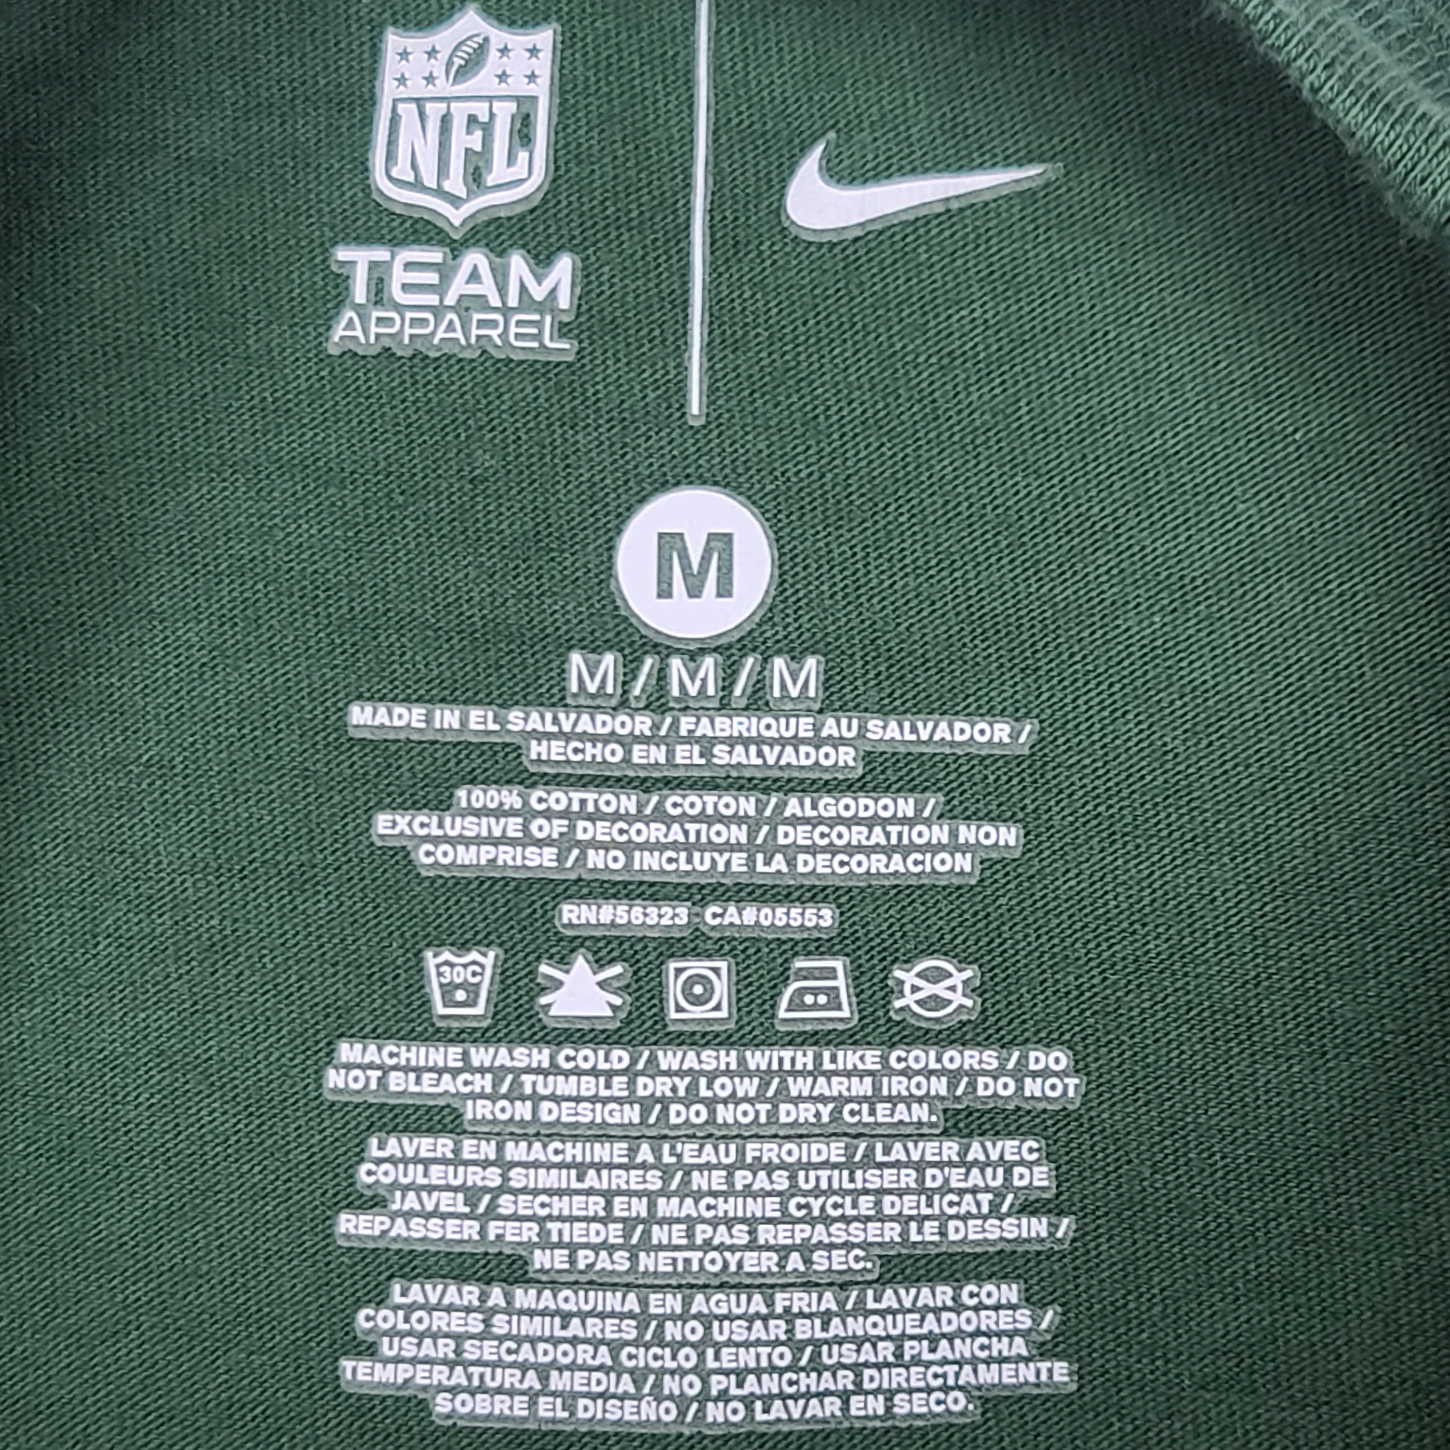 NFL
TEAM
APPAREL
M
M / M / M
MADE IN EL SALVADOR / FABRIQUE AU SALVADOR /
HECHO EN EL SALVADOR
100% COTTON / COTON / ALGODON /
EXCLUSIVE OF DECORATION / DECORATION NON
COMPRISE / NO INCLUYE LA DECORACION
RN#56323 CA#05553
30C
MACHINE WASH COLD / WASH WITH LIKE COLORS / DO
NOT BLEACH / TUMBLE DRY LOW / WARM IRON / DO NOT
IRON DESIGN / DO NOT DRY CLEAN.
LAVER EN MACHINE A L'EAU FROIDE / LAVER AVEC
COULEURS SIMILAIRES / NE PAS UTILISER D'EAU DE
JAVEL / SECHER EN MACHINE CYCLE DELICAT /
REPASSER FER TIEDE / NE PAS REPASSER LE DESSIN /
NE PAS NETTOYER A SEC.
LAVAR A MAQUINA EN AGUA FRIA / LAVAR CON
COLORES SIMILARES / NO USAR BLANQUEADORES /
USAR SECADORA CICLO LENTO / USAR PLANCHA
TEMPERATURA MEDIA / NO PLANCHAR DIRECTAMENTE
SOBRE EL DISEÑO / NO LAVAR EN SECO.